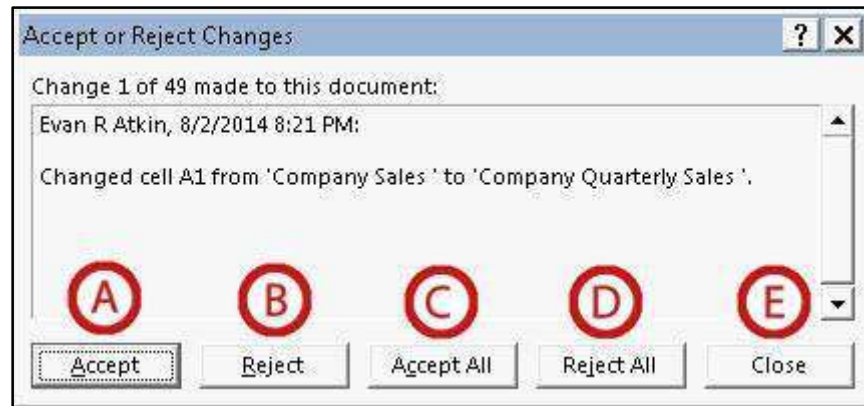 Accept or Reject Changes
Change 1 of 49 made to this document:
Evan R Atkin, 8/2/2014 8:21 PM:
Changed cell A1 from 'Company Sales ' to 'Company Quarterly Sales '.
A B C D E
Accept Reject Accept All Reject All Close